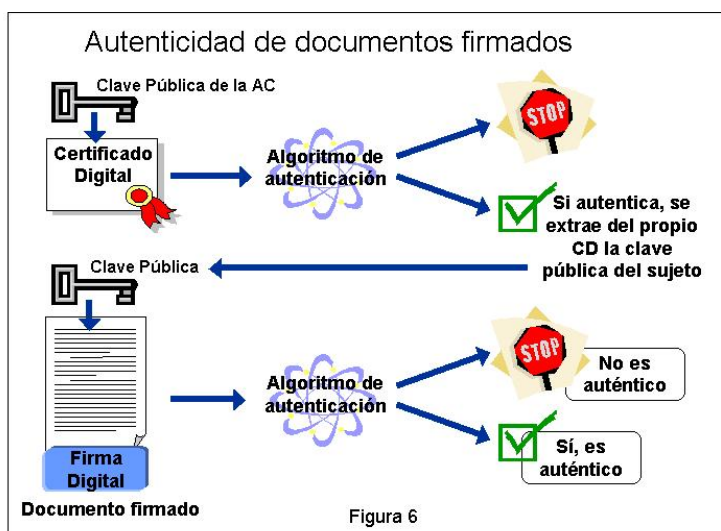 Autenticidad de documentos firmados
Clave Pública de la AC
Certificado
Digital
Algoritmo de
autenticación
STOP
Si autentica, se
extrae del propio
CD la clave
pública del sujeto
Clave Pública
Firma
Digital
Documento firmado
Algoritmo de
autenticación
STOP
No es
auténtico
Sí, es
auténtico
Figura 6